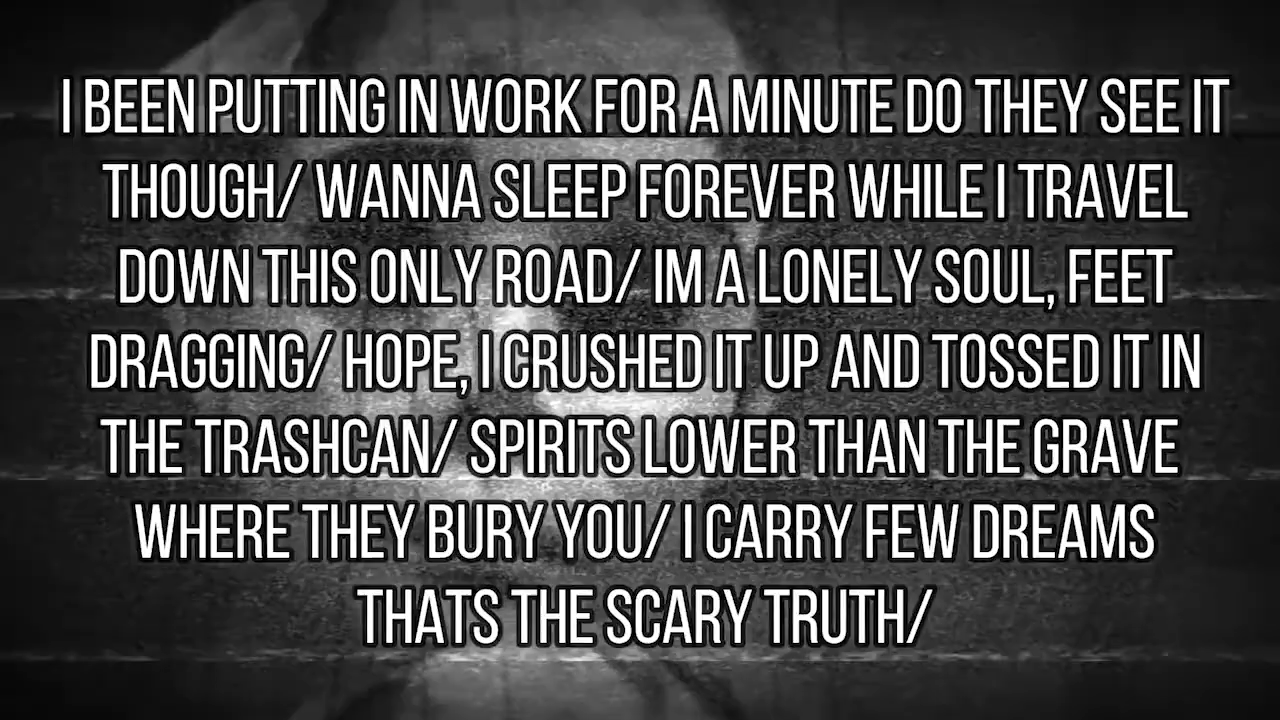 I BEEN PUTTING IN WORK FOR A MINUTE DO THEY SEE IT
THOUGH/ WANNA SLEEP FOREVER WHILE I TRAVEL
DOWN THIS ONLY ROAD/ IM A LONELY SOUL, FEET
DRAGGING/ HOPE, I CRUSHED IT UP AND TOSSED IT IN
THE TRASHCAN/ SPIRITS LOWER THAN THE GRAVE
WHERE THEY BURY YOU/ I CARRY FEW DREAMS
THATS THE SCARY TRUTH/